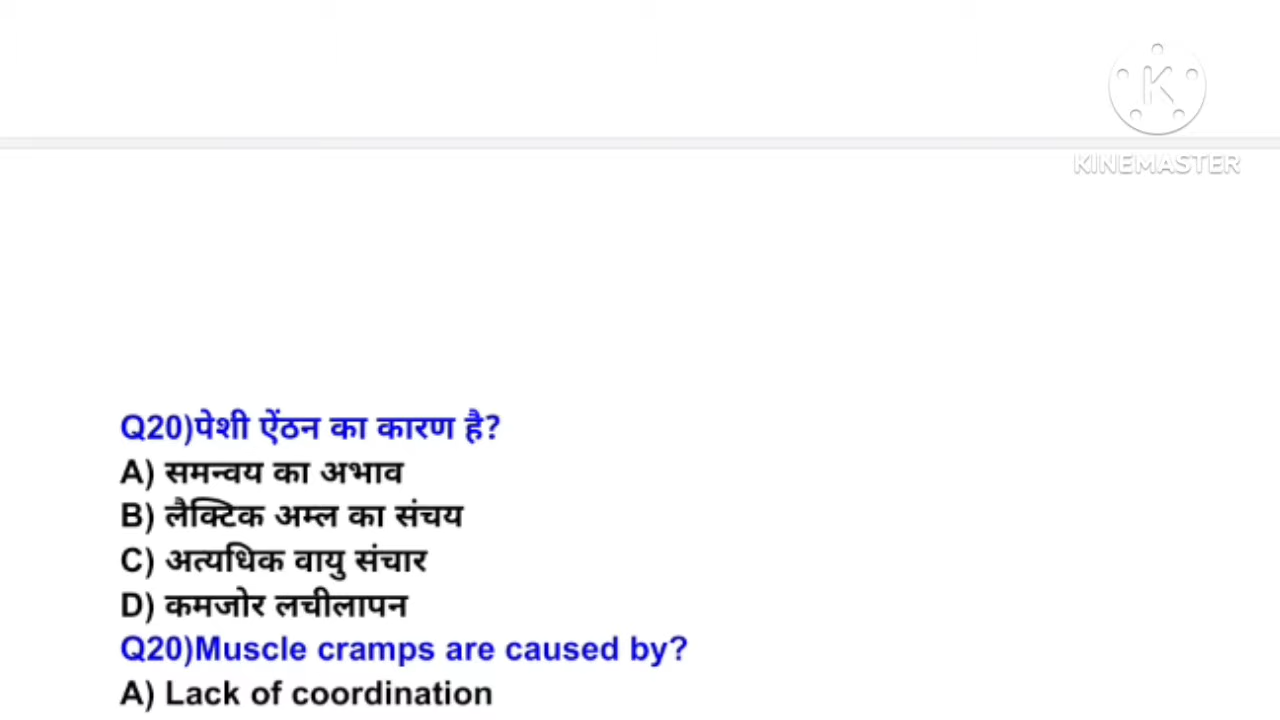 K
KINEMASTER
Q20)पेशी ऐंठन का कारण है?
A) समन्वय का अभाव
B) लैक्टिक अम्ल का संचय
C) अत्यधिक वायु संचार
D) कमजोर लचीलापन
Q20)Muscle cramps are caused by?
A) Lack of coordination